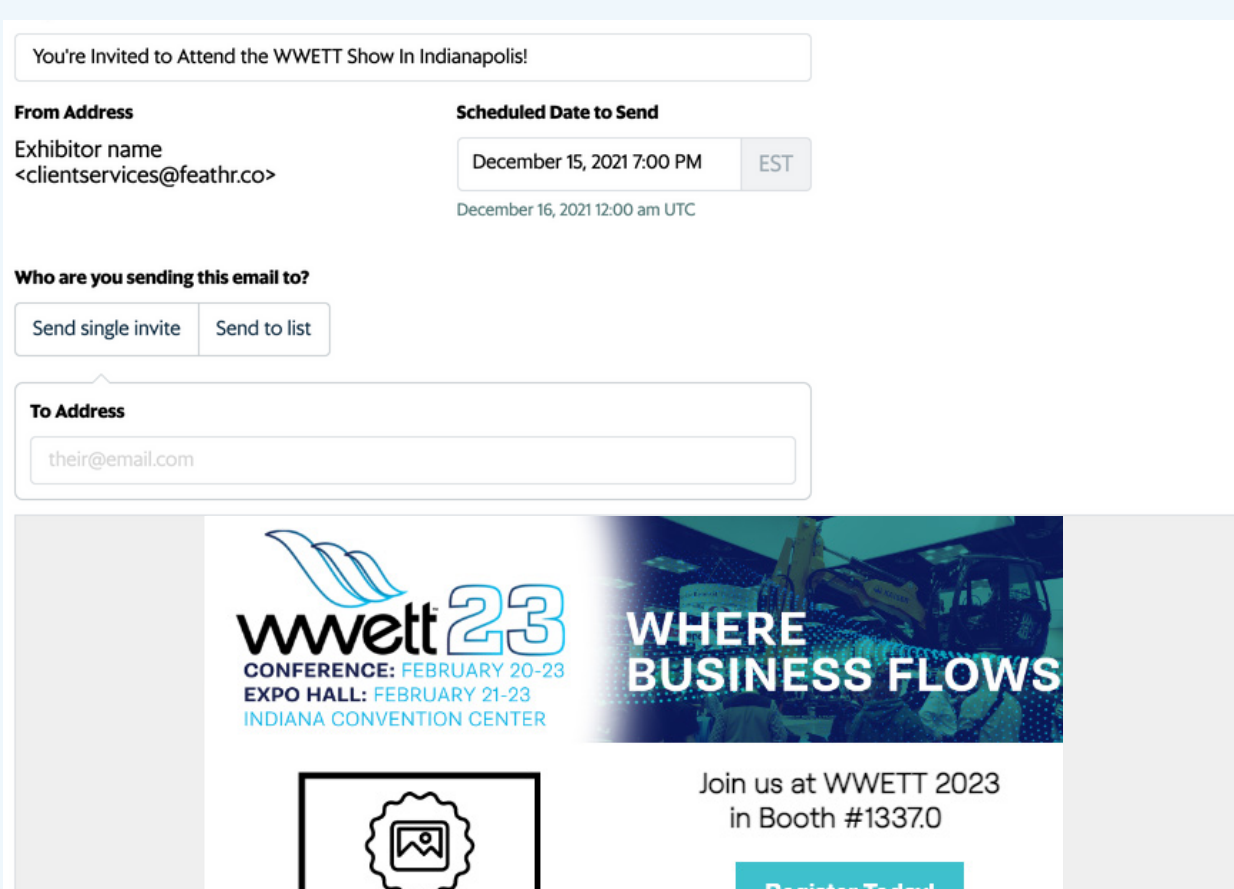 You're Invited to Attend the WWETT Show In Indianapolis!
From Address
Scheduled Date to Send
Exhibitor name
<clientservices@feathr.co>
December 15, 2021 7:00 PM
EST
December 16, 2021 12:00 am UTC
Who are you sending this email to?
Send single invite
Send to list
To Address
their@email.com
wwett 23
CONFERENCE: FEBRUARY 20-23
EXPO HALL: FEBRUARY 21-23
INDIANA CONVENTION CENTER
WHERE
BUSINESS FLOWS
Join us at WWETT 2023
in Booth #1337.0
Register Today!